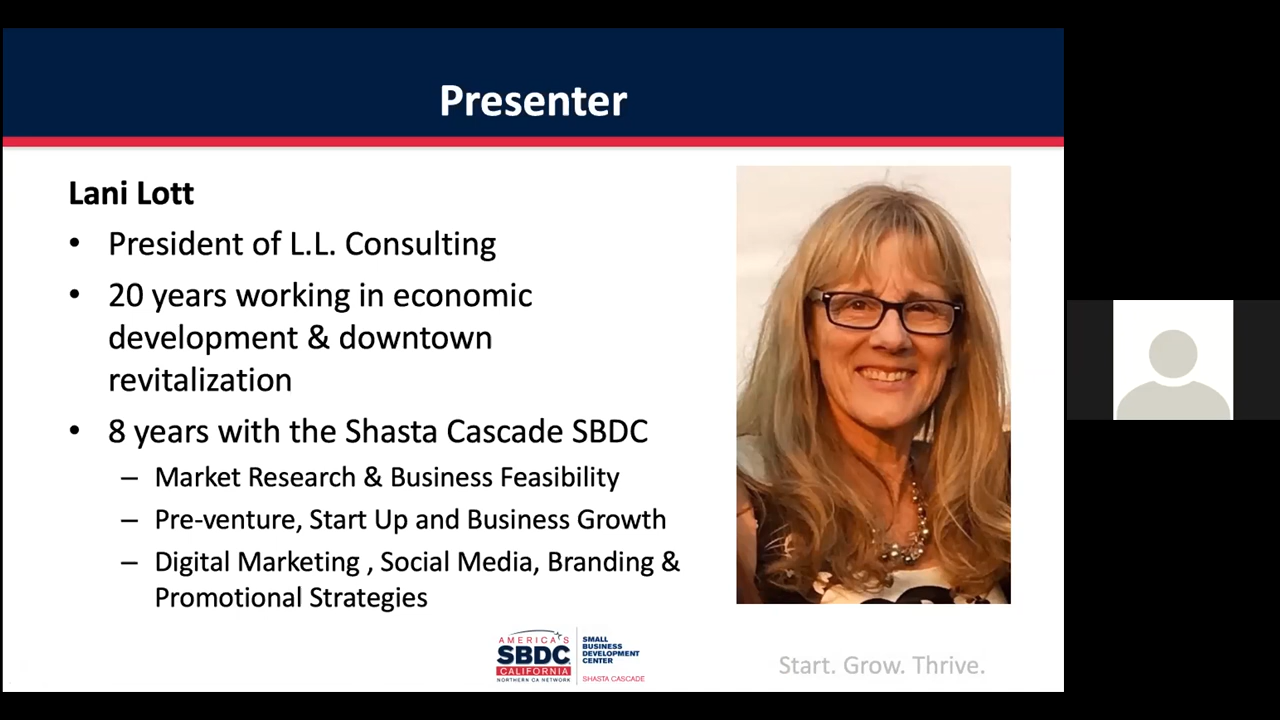 Presenter
Lani Lott
• President of L.L. Consulting
• 20 years working in economic
development & downtown
revitalization
• 8 years with the Shasta Cascade SBDC
– Market Research & Business Feasibility
– Pre-venture, Start Up and Business Growth
– Digital Marketing , Social Media, Branding &
Promotional Strategies
AMERICA'S
SBDC
CALIFORNIA
NORTHERN CA NETWORK
SMALL
BUSINESS
DEVELOPMENT
CENTER
SHASTA CASCADE
Start. Grow. Thrive.